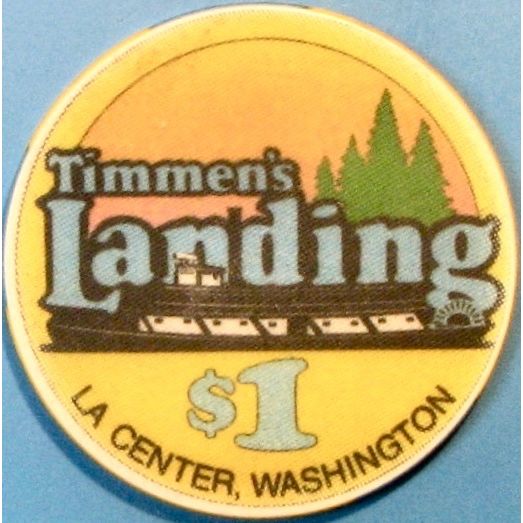 Timmen's
Landing
$1
LA CENTER, WASHINGTON